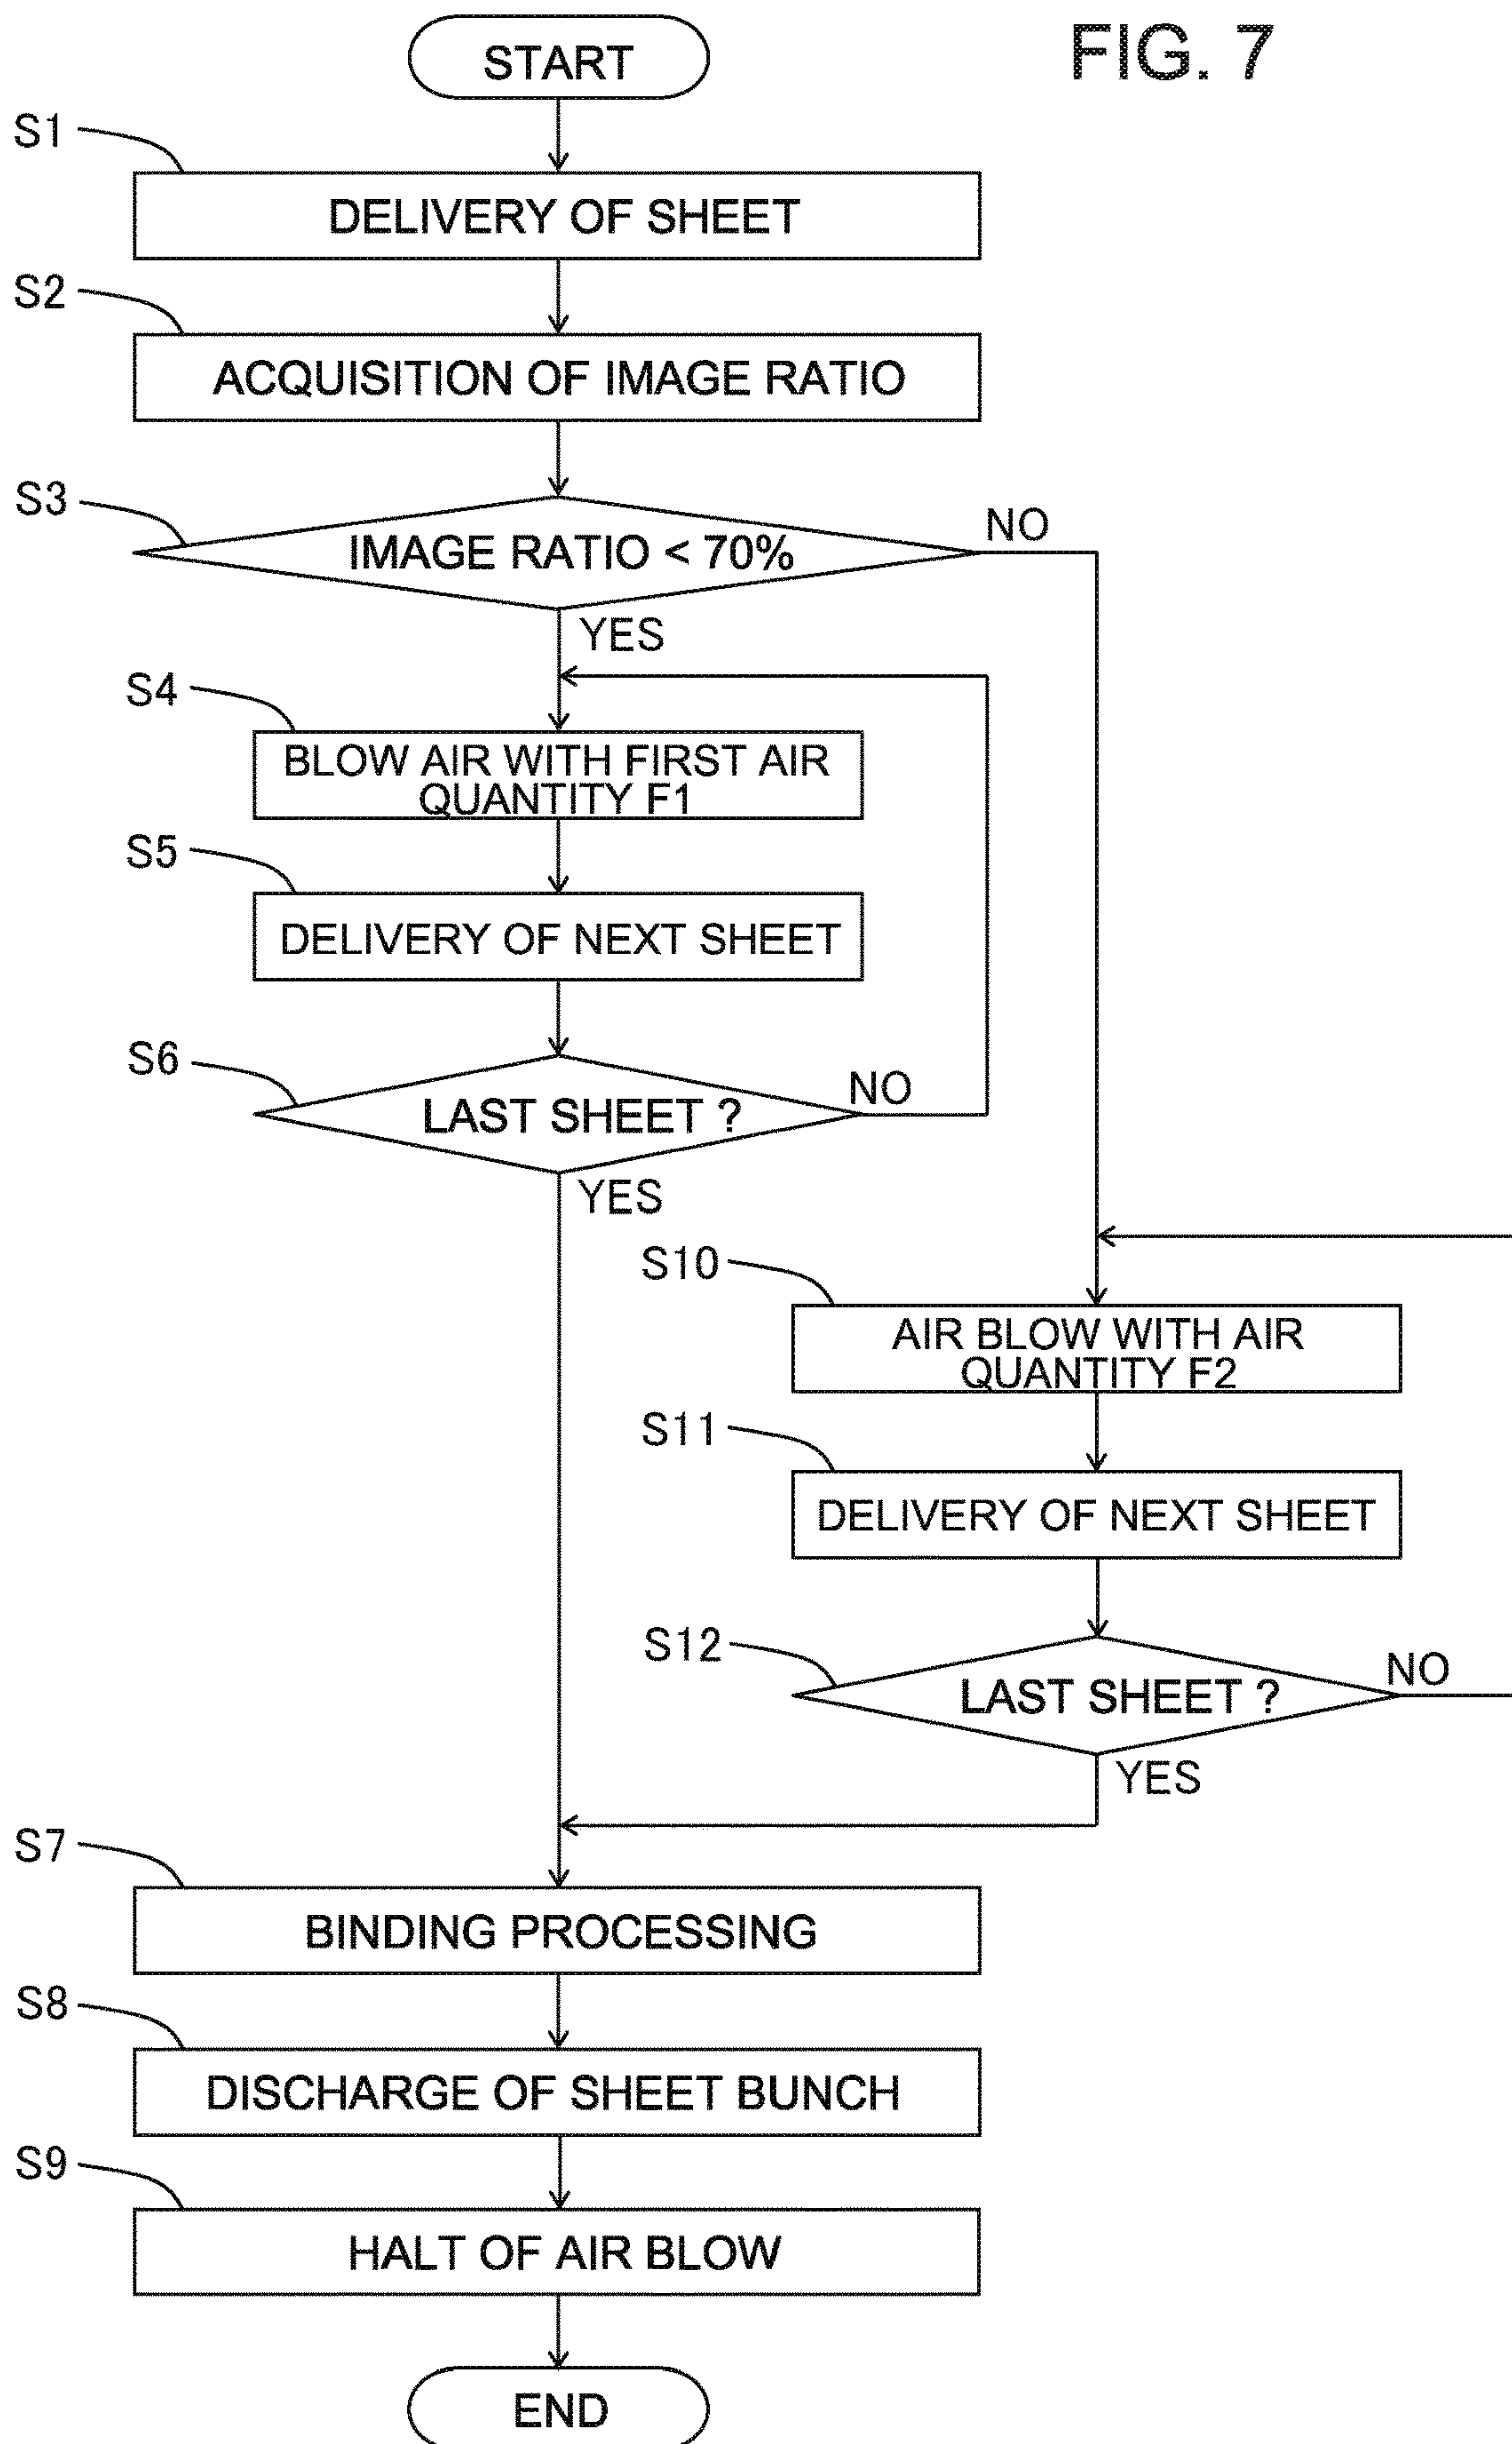 FIG. 7
START
S1
DELIVERY OF SHEET
S2
ACQUISITION OF IMAGE RATIO
S3
IMAGE RATIO < 70%
NO
YES
S4
BLOW AIR WITH FIRST AIR
QUANTITY F1
S5
DELIVERY OF NEXT SHEET
S6
LAST SHEET ?
NO
YES
S10
AIR BLOW WITH AIR
QUANTITY F2
S11
DELIVERY OF NEXT SHEET
S12
LAST SHEET ?
NO
YES
S7
BINDING PROCESSING
S8
DISCHARGE OF SHEET BUNCH
S9
HALT OF AIR BLOW
END